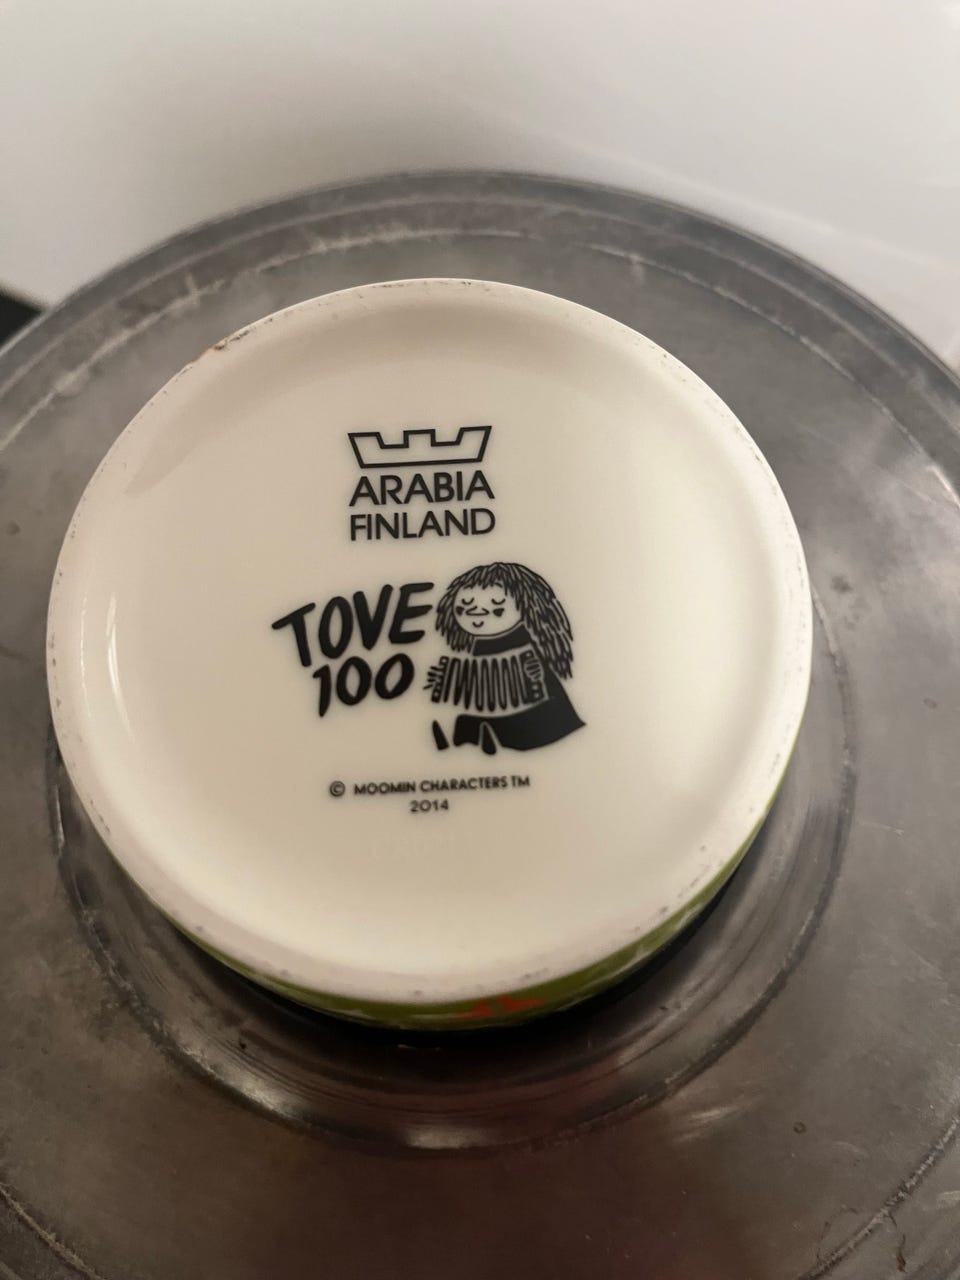 ARABIA
FINLAND
TOVE
100
© MOOMIN CHARACTERS TM
2014